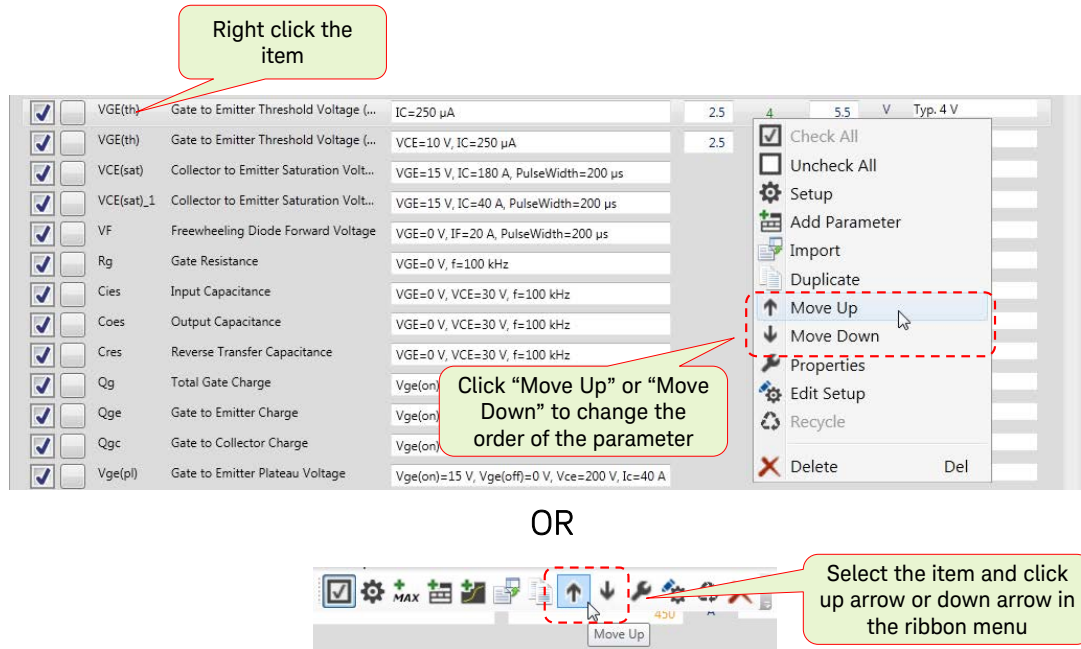 Right click the
item
VGE(th) Gate to Emitter Threshold Voltage (... IC=250 µA 2.5 4 5.5 V Typ. 4 V
VGE(th) Gate to Emitter Threshold Voltage (... VCE=10 V, IC=250 µA 2.5
VCE(sat) Collector to Emitter Saturation Volt... VGE=15 V, IC=180 A, PulseWidth=200 µs
VCE(sat)_1 Collector to Emitter Saturation Volt... VGE=15 V, IC=40 A, PulseWidth=200 µs
VF Freewheeling Diode Forward Voltage VGE=0 V, IF=20 A, PulseWidth=200 µs
Rg Gate Resistance VGE=0 V, f=100 kHz
Cies Input Capacitance VGE=0 V, VCE=30 V, f=100 kHz
Coes Output Capacitance VGE=0 V, VCE=30 V, f=100 kHz
Cres Reverse Transfer Capacitance VGE=0 V, VCE=30 V, f=100 kHz
Qg Total Gate Charge Vge(on)
Qge Gate to Emitter Charge Vge(on)
Qgc Gate to Collector Charge Vge(on)
Vge(pl) Gate to Emitter Plateau Voltage Vge(on)=15 V, Vge(off)=0 V, Vce=200 V, Ic=40 A
Check All
Uncheck All
Setup
Add Parameter
Import
Duplicate
Move Up
Move Down
Properties
Edit Setup
Recycle
Delete Del
Click “Move Up” or “Move
Down” to change the
order of the parameter
OR
MAX
450 A
Move Up
Select the item and click
up arrow or down arrow in
the ribbon menu